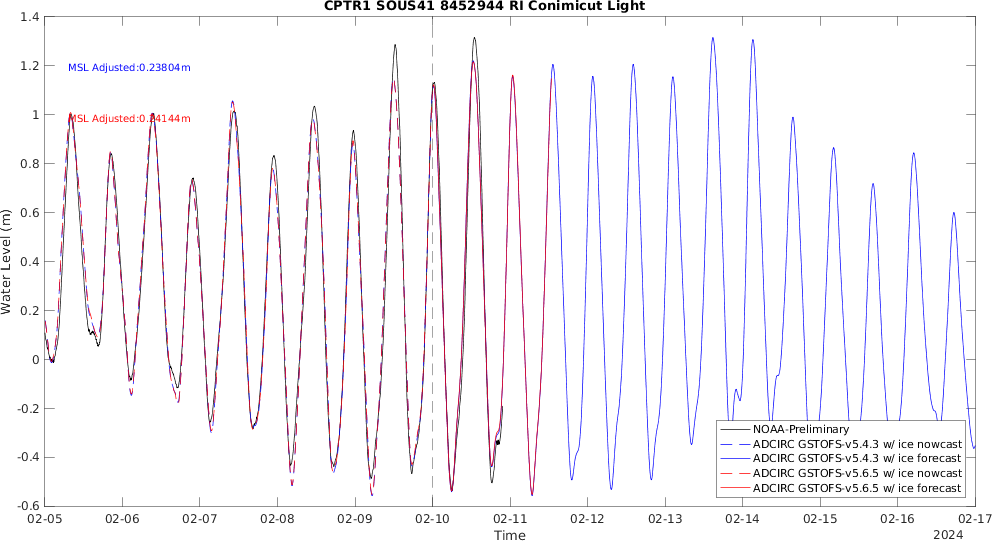 CPTR1 SOUS41 8452944 RI Conimicut Light
1.4
1.2
1
0.8
0.6
0.4
0.2
0
-0.2
-0.4
-0.6
Water Level (m)
MSL Adjusted:0.23804m
MSL Adjusted:0.24144m
NOAA-Preliminary
ADCIRC GSTOFS-v5.4.3 w/ ice nowcast
ADCIRC GSTOFS-v5.4.3 w/ ice forecast
ADCIRC GSTOFS-v5.6.5 w/ ice nowcast
ADCIRC GSTOFS-v5.6.5 w/ ice forecast
02-05 02-06 02-07 02-08 02-09 02-10 02-11 02-12 02-13 02-14 02-15 02-16 02-17
Time
2024